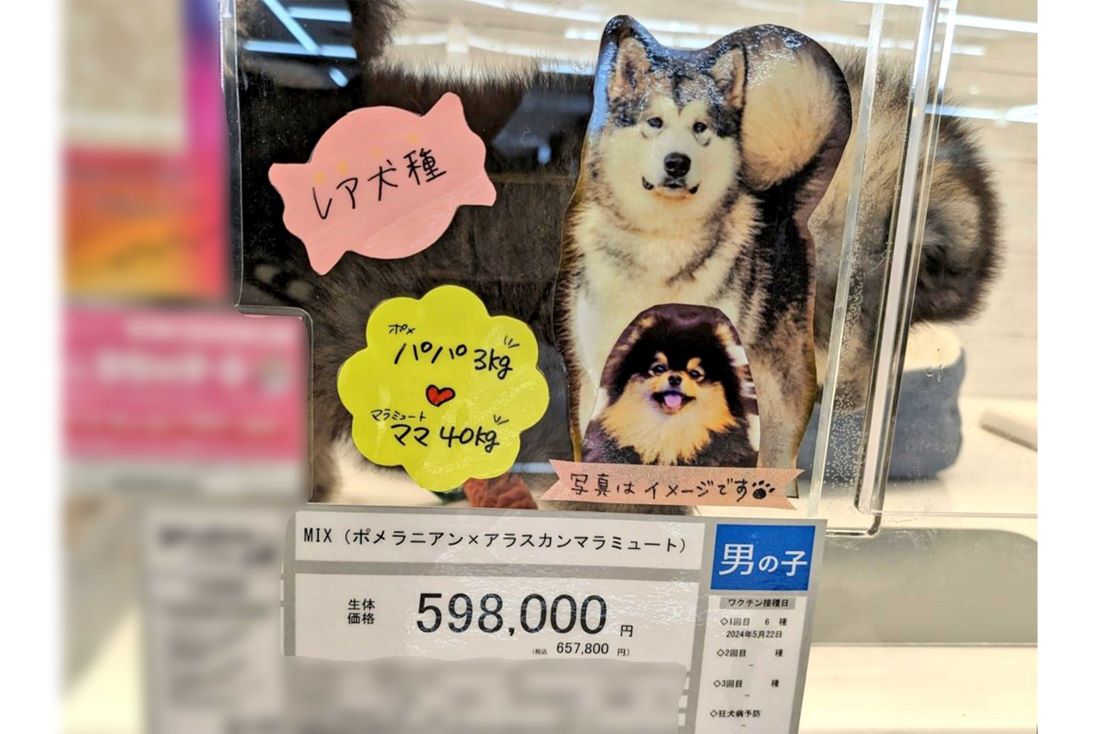 レア犬種
ポメ
パパ 3kg
マラミュート
ママ 40kg
写真は イメージです
MIX（ポメラニアン×アラスカンマラミュート）
男の子
生体
価格
598,000 円
（税込 657,800 円）
ワクチン接種日
◇1回目 6 種
2024年5月22日
◇2回目 種
−
◇3回目 種
−
◇狂犬病予防
−